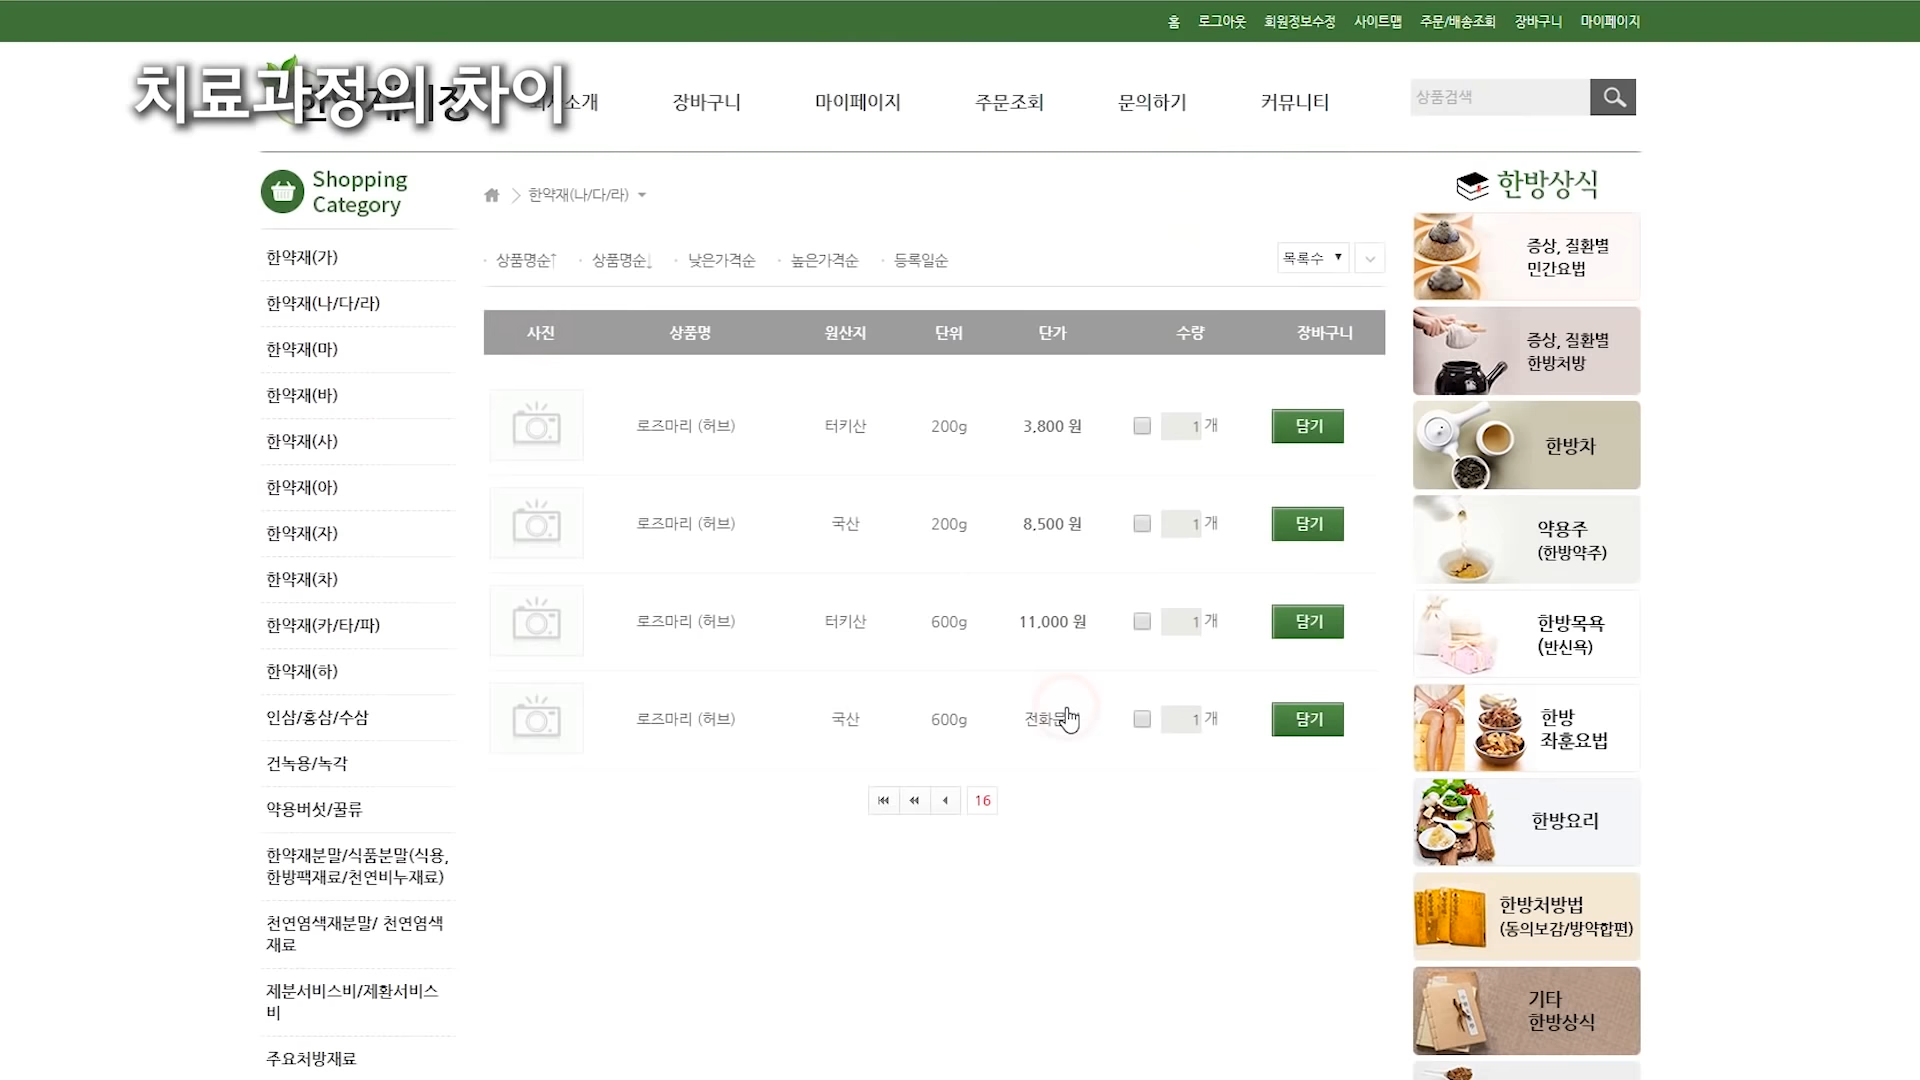 홈 로그아웃 회원정보수정 사이트맵 주문/배송조회 장바구니 마이페이지
치료과정의 차이
장바구니 마이페이지 주문조회 문의하기 커뮤니티
상품검색
Shopping
Category
한약재(가)
한약재(나/다/라)
한약재(마)
한약재(바)
한약재(사)
한약재(아)
한약재(자)
한약재(차)
한약재(카/타/파)
한약재(하)
인삼/홍삼/수삼
건녹용/녹각
약용버섯/꿀류
한약재분말/식품분말(식용,
한방팩재료/천연비누재료)
천연염색재분말/ 천연염색
재료
제분서비스비/제환서비스
비
주요처방재료
한약재(나/다/라)
상품명순↑ 상품명순↓ 낮은가격순 높은가격순 등록일순
목록수
사진 상품명 원산지 단위 단가 수량 장바구니
로즈마리 (허브) 터키산 200g 3,800 원 1 개 담기
로즈마리 (허브) 국산 200g 8,500 원 1 개 담기
로즈마리 (허브) 터키산 600g 11,000 원 1 개 담기
로즈마리 (허브) 국산 600g 1 개 담기
16
한방상식
증상, 질환별
민간요법
증상, 질환별
한방처방
한방차
약용주
(한방약주)
한방목욕
(반신욕)
한방
좌훈요법
한방요리
한방처방법
(동의보감/방약합편)
기타
한방상식